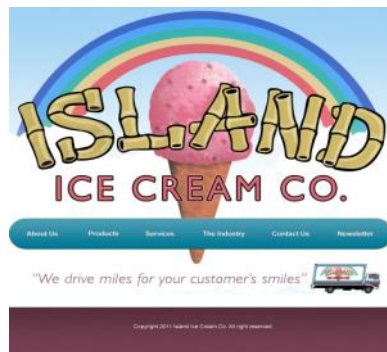 ISLAND
ICE CREAM CO.
About Us Products Services The Industry Contact Us Newsletter
"We drive miles for your customer's smiles"
ISLAND
Copyright 2011 Island Ice Cream Co. All right reserved.